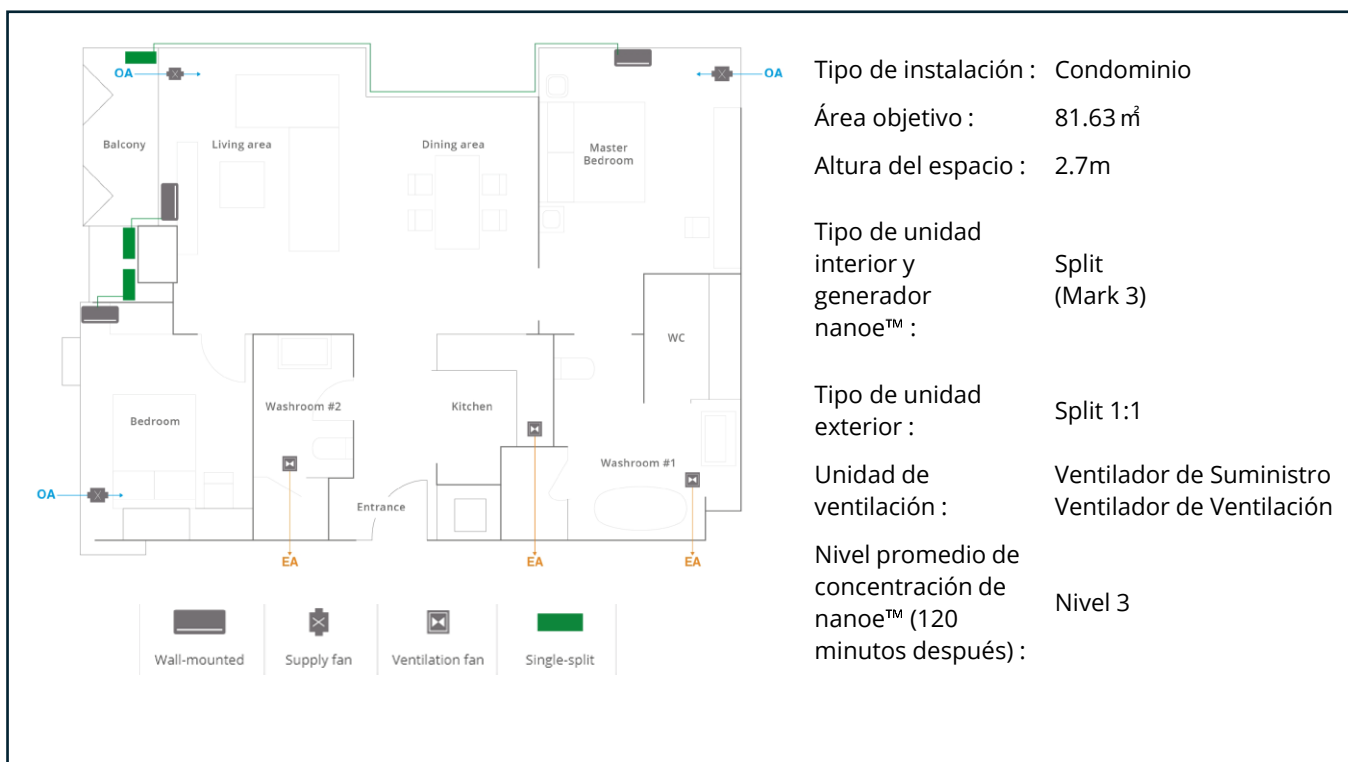 OA
OA
Balcony
Living area
Dining area
Master
Bedroom
WC
Bedroom
Washroom #2
Kitchen
Washroom #1
OA
Entrance
EA
EA
EA
Wall-mounted
Supply fan
Ventilation fan
Single-split
Tipo de instalación : Condominio
Área objetivo : 81.63 ㎡
Altura del espacio : 2.7m
Tipo de unidad
interior y
generador
nanoe™ :
Split
(Mark 3)
Tipo de unidad
exterior :
Split 1:1
Unidad de
ventilación :
Ventilador de Suministro
Ventilador de Ventilación
Nivel promedio de
concentración de
nanoe™ (120
minutos después) :
Nivel 3